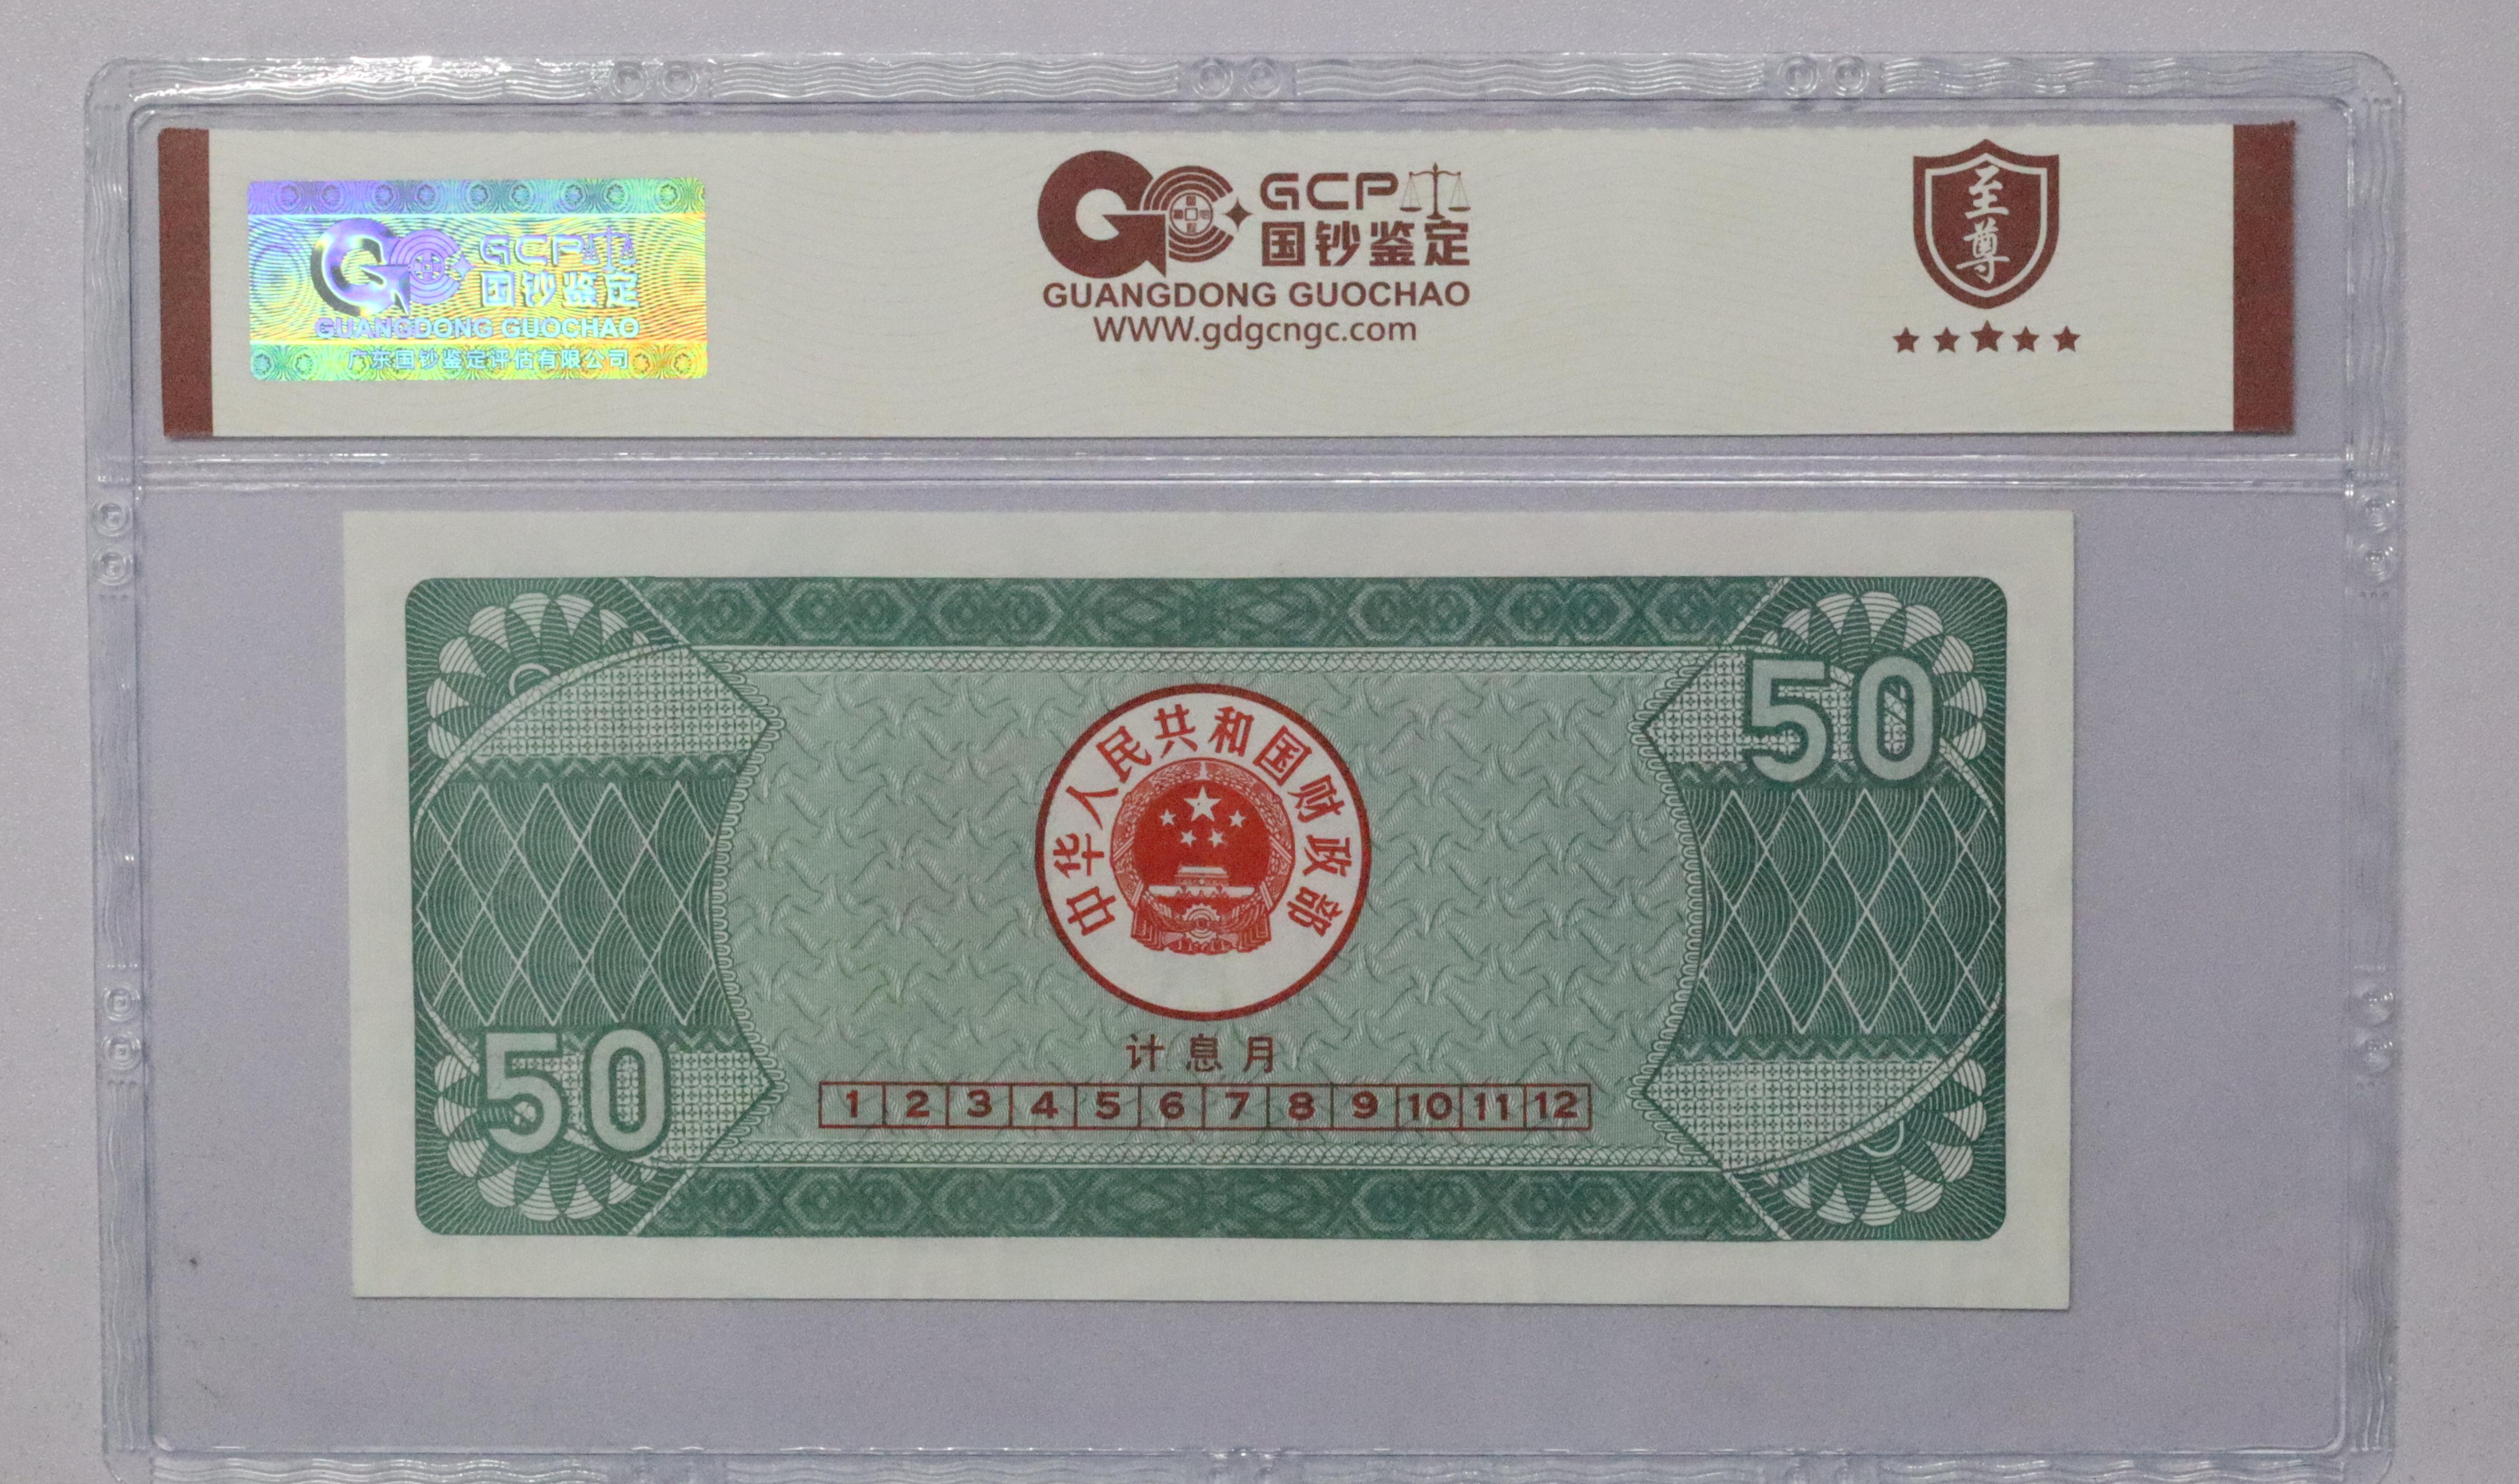 GCP
国钞鉴定
GUANGDONG GUOCHAO
广东国钞鉴定评估有限公司
GCP
国钞鉴定
GUANGDONG GUOCHAO
WWW.gdgcngc.com
至尊
50
中华人民共和国财政部
计息月
1 2 3 4 5 6 7 8 9 10 11 12
50